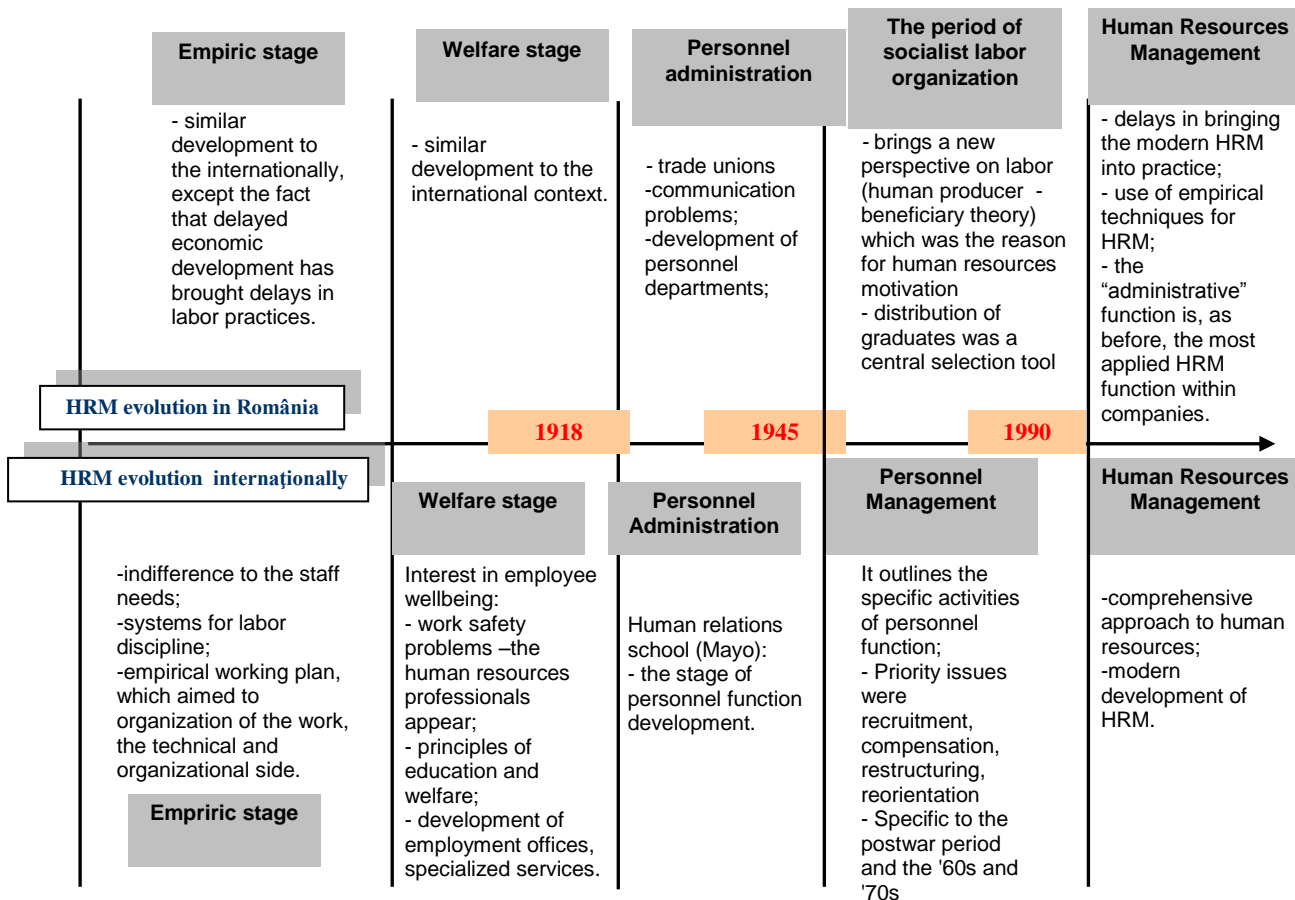 Empiric stage
- similar
development to
the internationally,
except the fact
that delayed
economic
development has
brought delays in
labor practices.
Welfare stage
- similar
development to the
international context.
Personnel
administration
- trade unions
-communication
problems;
-development of
personnel
departments;
The period of
socialist labor
organization
- brings a new
perspective on labor
(human producer -
beneficiary theory)
which was the reason
for human resources
motivation
- distribution of
graduates was a
central selection tool
Human Resources
Management
- delays in bringing
the modern HRM
into practice;
- use of empirical
techniques for
HRM;
- the
“administrative”
function is, as
before, the most
applied HRM
function within
companies.
HRM evolution in România
1918
1945
1990
HRM evolution internaţionally
-indifference to the staff
needs;
-systems for labor
discipline;
-empirical working plan,
which aimed to
organization of the work,
the technical and
organizational side.
Empriric stage
Welfare stage
Interest in employee
wellbeing:
- work safety
problems –the
human resources
professionals
appear;
- principles of
education and
welfare;
- development of
employment offices,
specialized services.
Personnel
Administration
Human relations
school (Mayo):
- the stage of
personnel function
development.
Personnel
Management
It outlines the
specific activities
of personnel
function;
- Priority issues
were
recruitment,
compensation,
restructuring,
reorientation
- Specific to the
postwar period
and the '60s and
'70s
Human Resources
Management
-comprehensive
approach to human
resources;
-modern
development of
HRM.